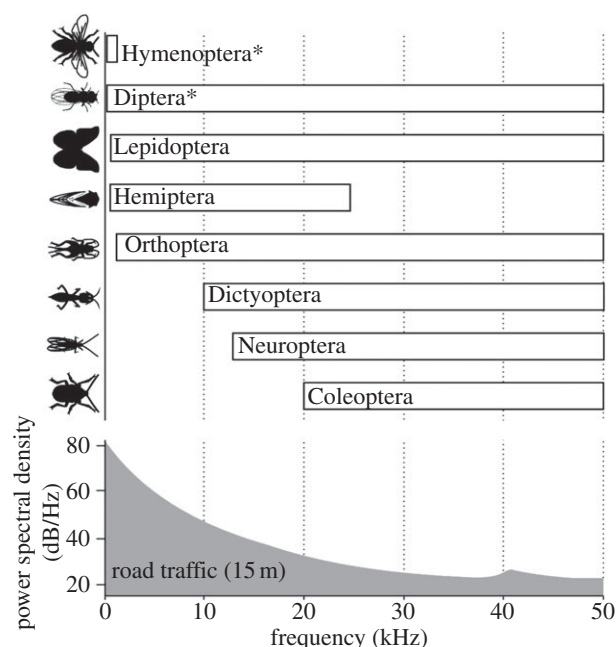 Hymenoptera*
Diptera*
Lepidoptera
Hemiptera
Orthoptera
Dictyoptera
Neuroptera
Coleoptera
power spectral density
(dB/Hz)
80
60
40
20
road traffic (15 m)
0 10 20 30 40 50
frequency (kHz)